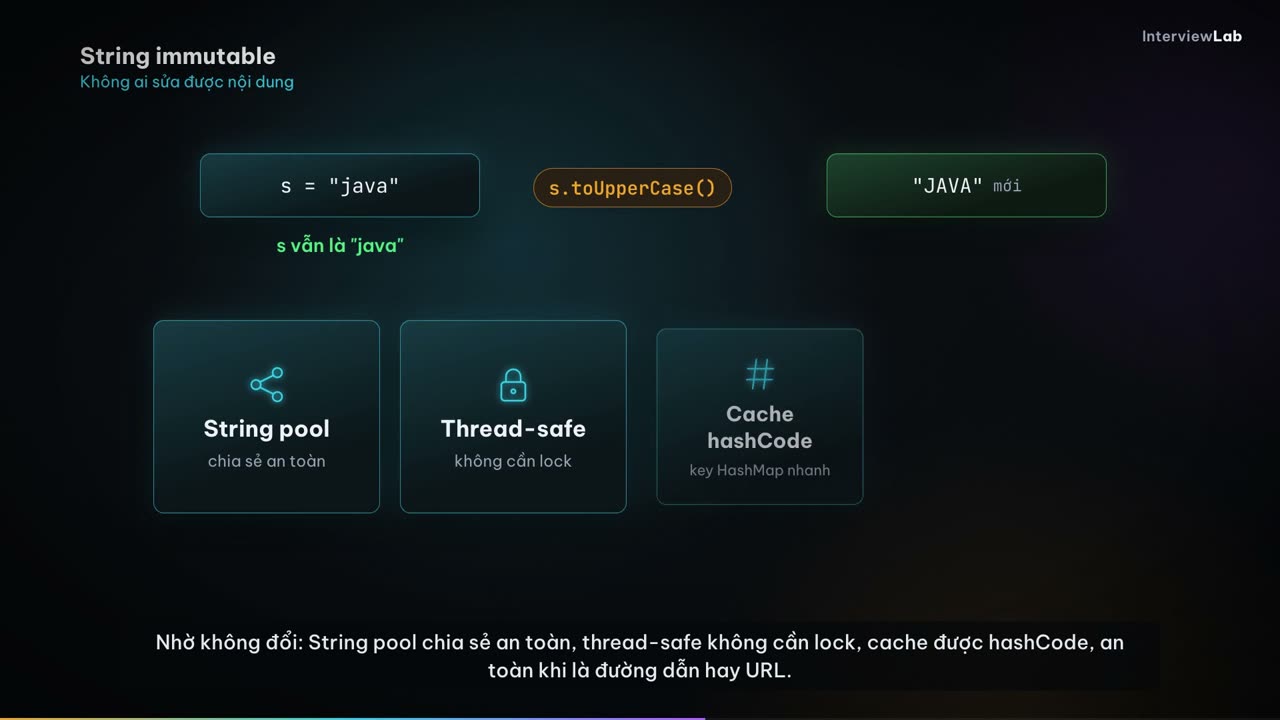 InterviewLab
String immutable
Không ai sửa được nội dung
s = "java"
s.toUpperCase()
"JAVA" mới
s vẫn là "java"
String pool
chia sẻ an toàn
Thread-safe
không cần lock
Cache
hashCode
key HashMap nhanh
Nhờ không đổi: String pool chia sẻ an toàn, thread-safe không cần lock, cache được hashCode, an
toàn khi là đường dẫn hay URL.